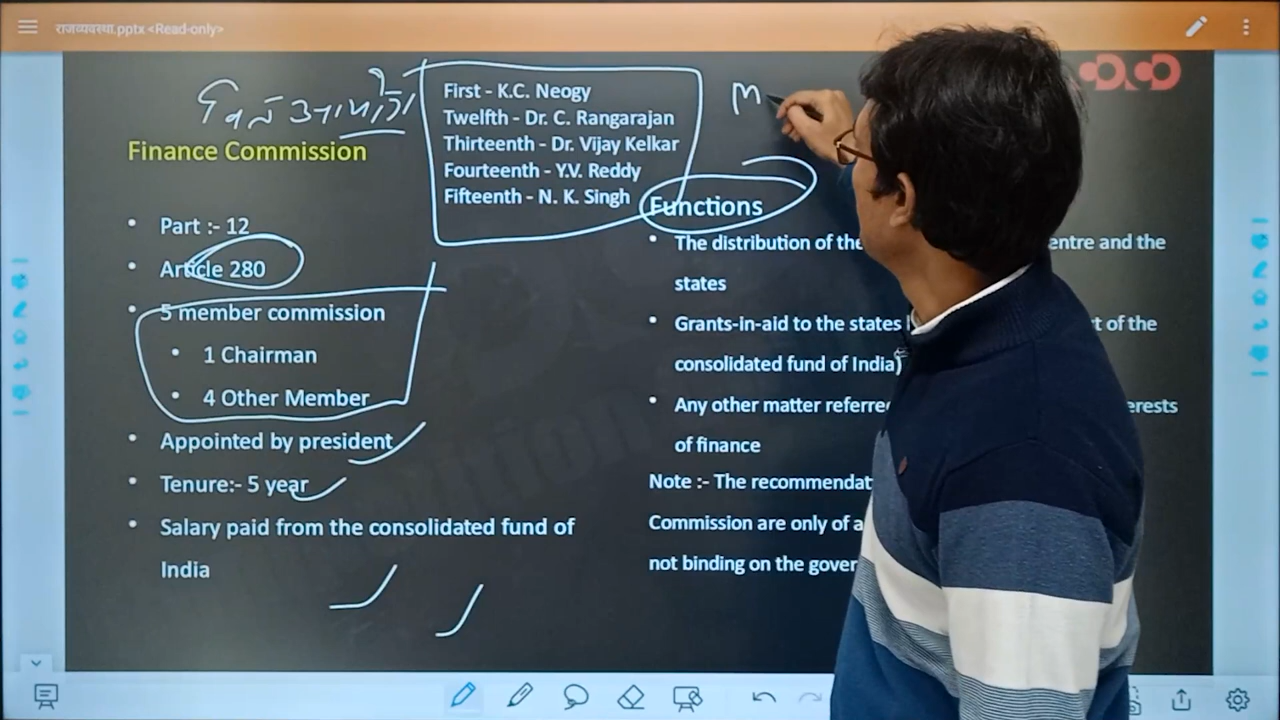 राजव्यवस्था.pptx <Read-only>
वित्त आयोग
Finance Commission
First - K.C. Neogy
Twelfth - Dr. C. Rangarajan
Thirteenth - Dr. Vijay Kelkar
Fourteenth - Y.V. Reddy
Fifteenth - N. K. Singh
M
• Part :- 12
• Article 280
• 5 member commission
• 1 Chairman
• 4 Other Member
• Appointed by president
• Tenure:- 5 year
• Salary paid from the consolidated fund of
India
Functions
• The distribution of the entre and the
states
• Grants-in-aid to the states t of the
consolidated fund of India)
• Any other matter referre erests
of finance
Note :- The recommendat
Commission are only of a
not binding on the gover